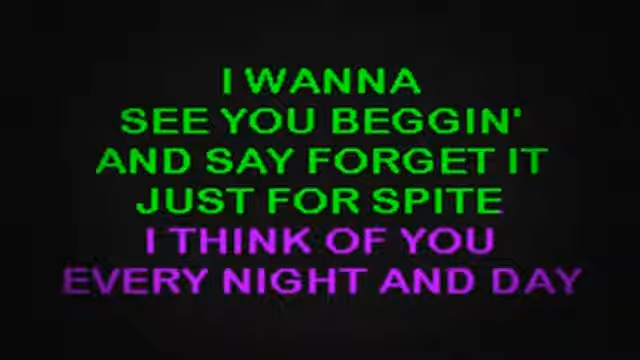 I WANNA
SEE YOU BEGGIN'
AND SAY FORGET IT
JUST FOR SPITE
I THINK OF YOU
EVERY NIGHT AND DAY